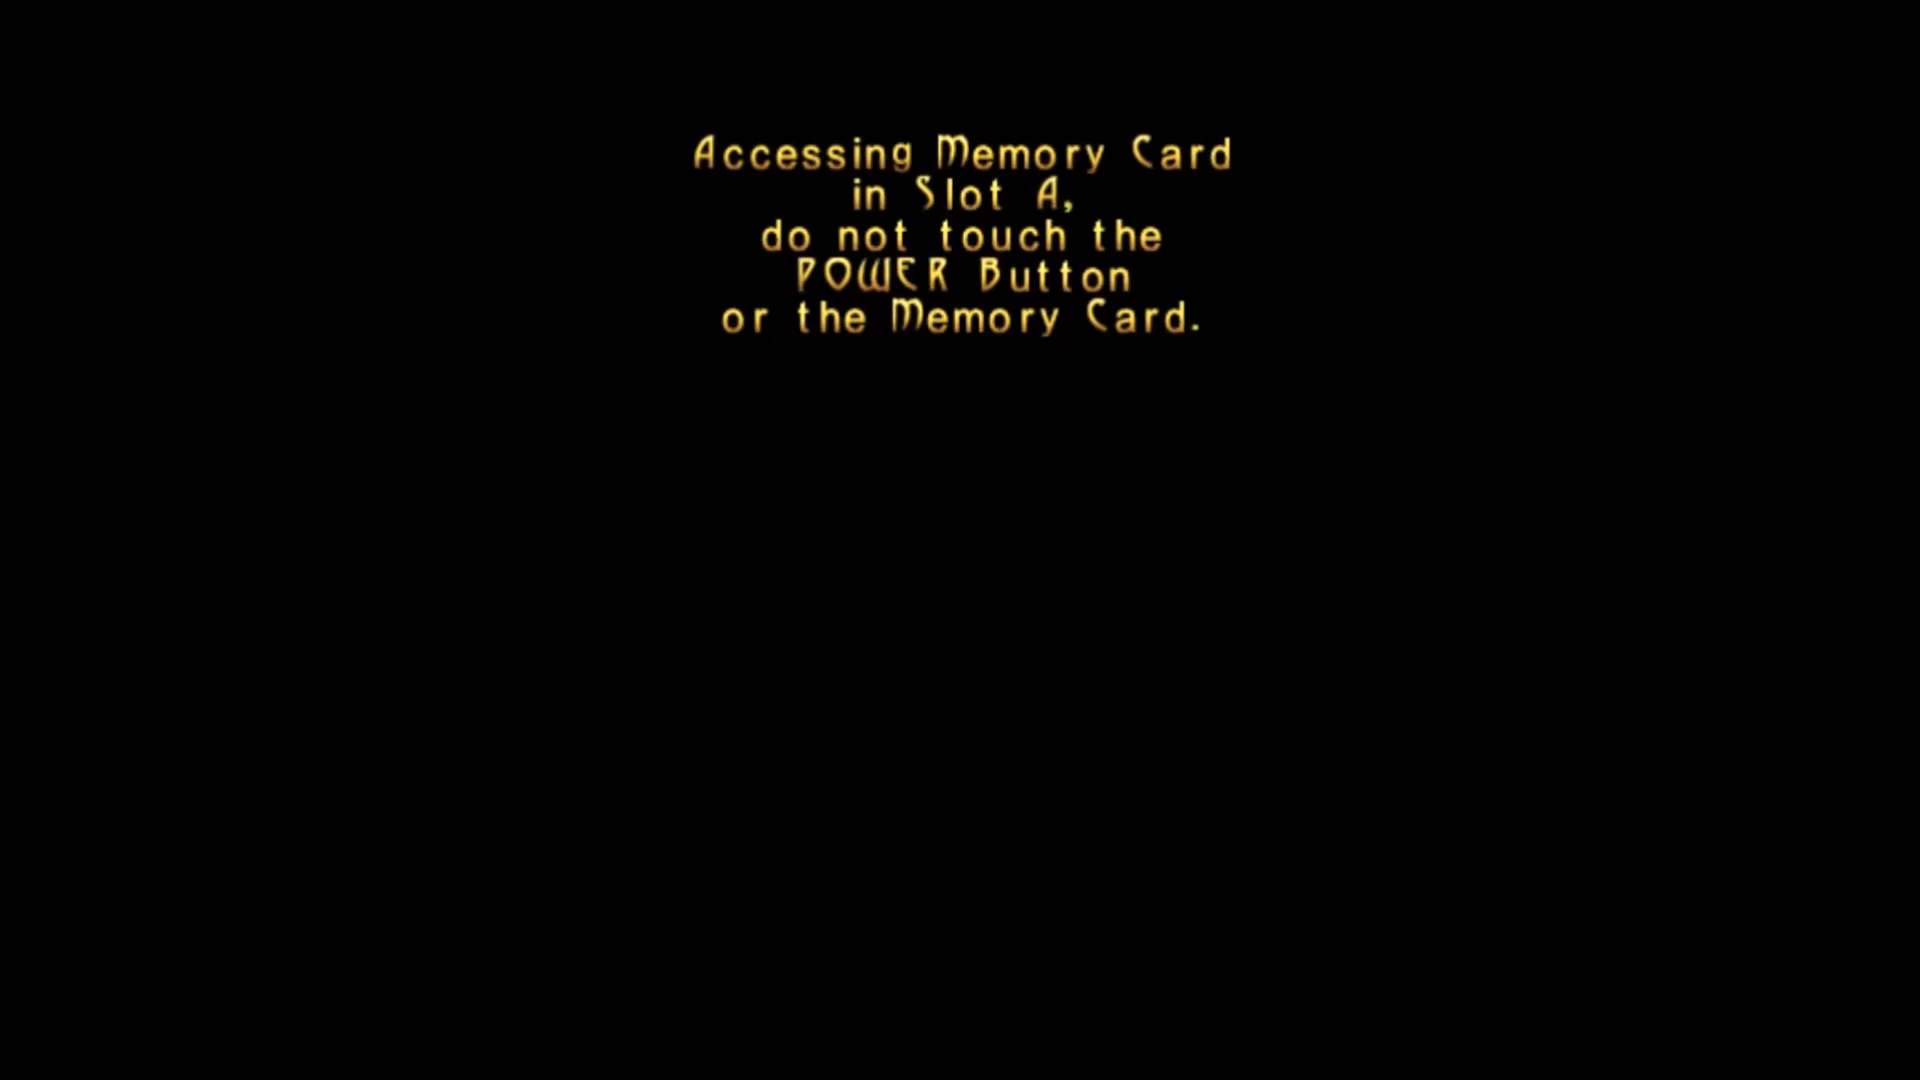 Accessing Memory Card
in Slot A,
do not touch the
POWER Button
or the Memory Card.